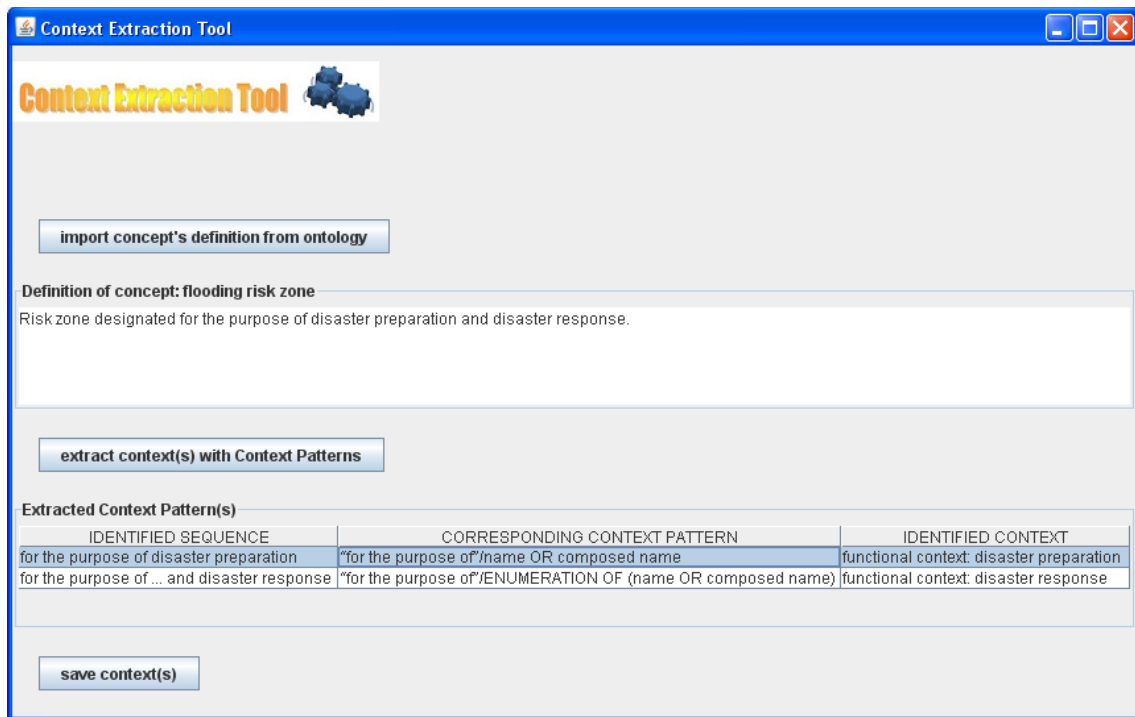 Context Extraction Tool
Context Extraction Tool
import concept's definition from ontology
Definition of concept: flooding risk zone
Risk zone designated for the purpose of disaster preparation and disaster response.
extract context(s) with Context Patterns
Extracted Context Pattern(s)
IDENTIFIED SEQUENCE CORRESPONDING CONTEXT PATTERN IDENTIFIED CONTEXT
for the purpose of disaster preparation "for the purpose of"/name OR composed name functional context: disaster preparation
for the purpose of ... and disaster response "for the purpose of"/ENUMERATION OF (name OR composed name) functional context: disaster response
save context(s)